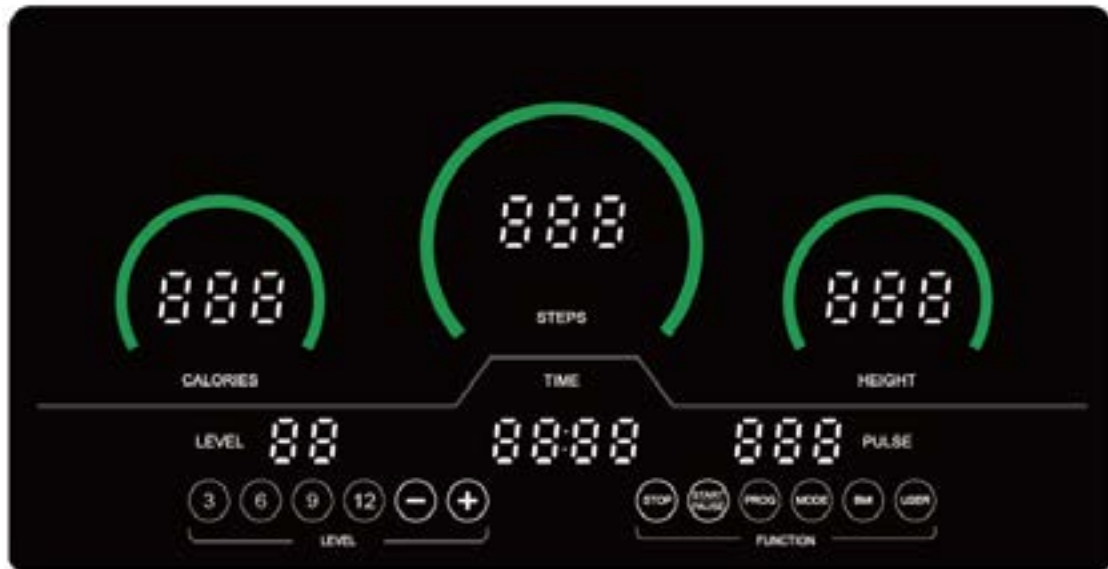 888
888 888
STEPS
CALORIES TIME HEIGHT
LEVEL 88 88:88 888 PULSE
3 6 9 12 − + STOP START PAUSE PROG MODE BMI USER
LEVEL FUNCTION